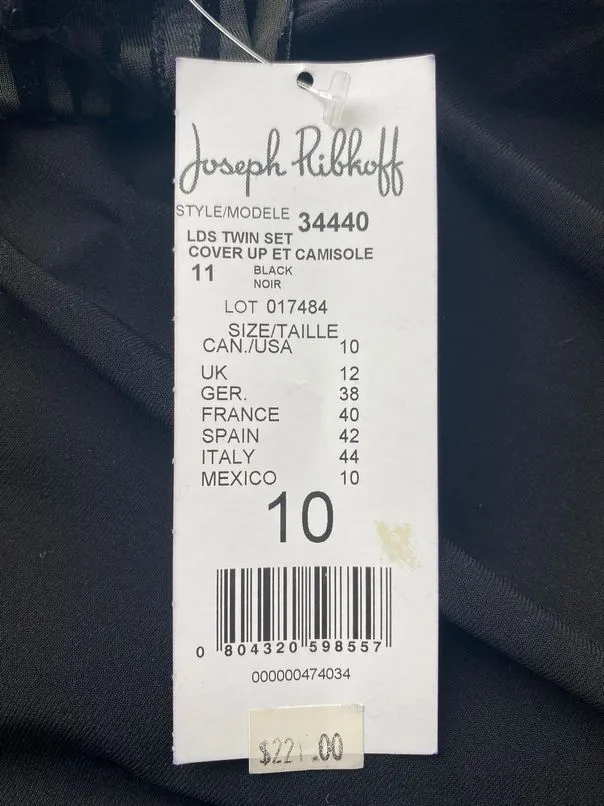 Joseph Ribkoff
STYLE/MODELE 34440
LDS TWIN SET
COVER UP ET CAMISOLE
11 BLACK
NOIR
LOT 017484
SIZE/TAILLE
CAN./USA 10
UK 12
GER. 38
FRANCE 40
SPAIN 42
ITALY 44
MEXICO 10
10
0 804320 598557
000000474034